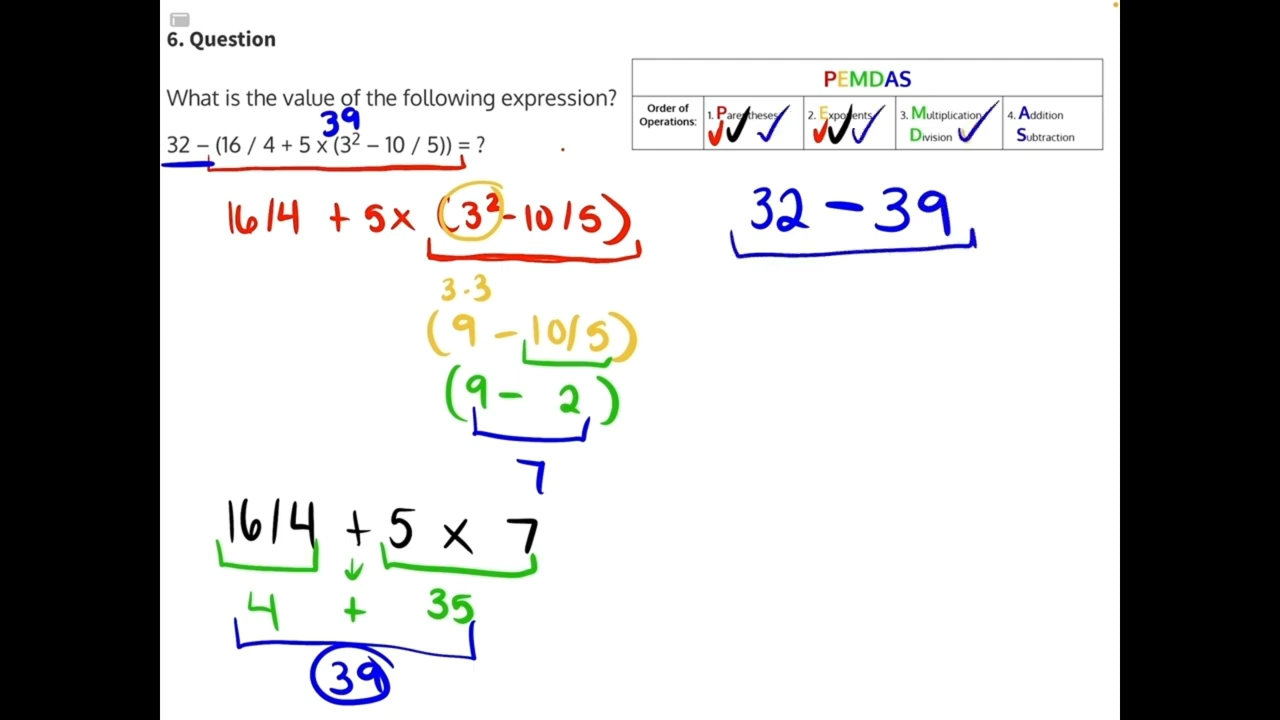 6. Question
What is the value of the following expression?
39
32 – (16 / 4 + 5 x (3² – 10 / 5)) = ?
PEMDAS
Order of Operations:
1. Parentheses
2. Exponents
3. Multiplication
Division
4. Addition
Subtraction
16/4 + 5x (3²-10/5)
32 - 39
3.3
(9 - 10/5)
(9 - 2)
7
16/4 + 5 x 7
4 + 35
39